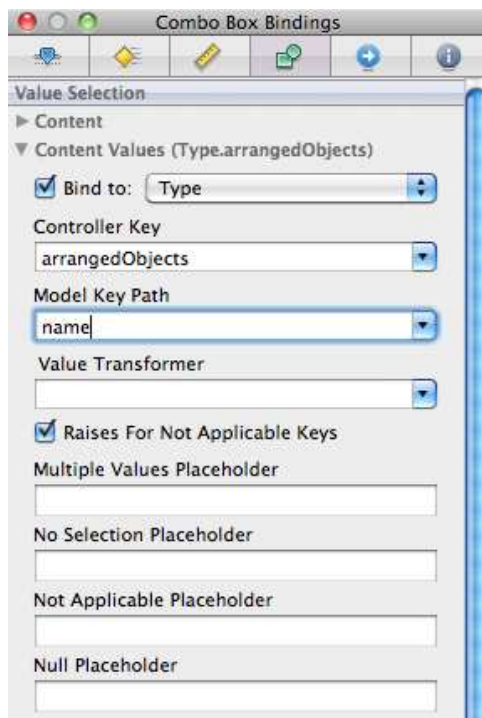 Combo Box Bindings
Value Selection
Content
Content Values (Type.arrangedObjects)
Bind to: Type
Controller Key
arrangedObjects
Model Key Path
name
Value Transformer
Raises For Not Applicable Keys
Multiple Values Placeholder
No Selection Placeholder
Not Applicable Placeholder
Null Placeholder